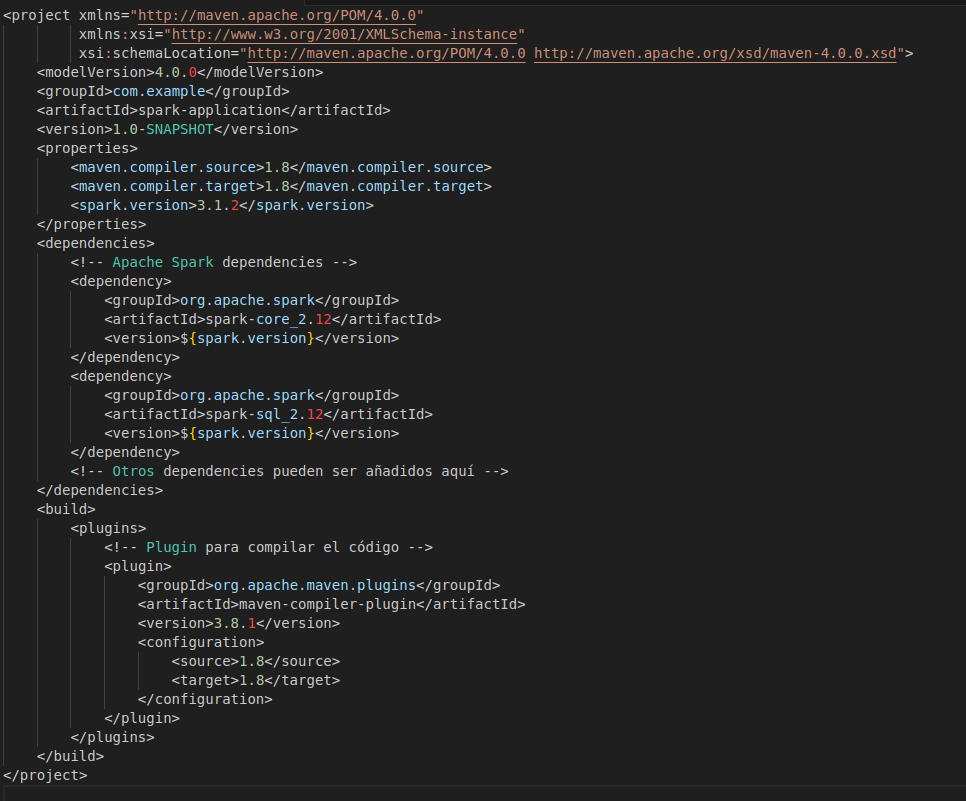 <project xmlns="http://maven.apache.org/POM/4.0.0"
         xmlns:xsi="http://www.w3.org/2001/XMLSchema-instance"
         xsi:schemaLocation="http://maven.apache.org/POM/4.0.0 http://maven.apache.org/xsd/maven-4.0.0.xsd">
    <modelVersion>4.0.0</modelVersion>
    <groupId>com.example</groupId>
    <artifactId>spark-application</artifactId>
    <version>1.0-SNAPSHOT</version>
    <properties>
        <maven.compiler.source>1.8</maven.compiler.source>
        <maven.compiler.target>1.8</maven.compiler.target>
        <spark.version>3.1.2</spark.version>
    </properties>
    <dependencies>
        <!-- Apache Spark dependencies -->
        <dependency>
            <groupId>org.apache.spark</groupId>
            <artifactId>spark-core_2.12</artifactId>
            <version>${spark.version}</version>
        </dependency>
        <dependency>
            <groupId>org.apache.spark</groupId>
            <artifactId>spark-sql_2.12</artifactId>
            <version>${spark.version}</version>
        </dependency>
        <!-- Otros dependencies pueden ser añadidos aquí -->
    </dependencies>
    <build>
        <plugins>
            <!-- Plugin para compilar el código -->
            <plugin>
                <groupId>org.apache.maven.plugins</groupId>
                <artifactId>maven-compiler-plugin</artifactId>
                <version>3.8.1</version>
                <configuration>
                    <source>1.8</source>
                    <target>1.8</target>
                </configuration>
            </plugin>
        </plugins>
    </build>
</project>